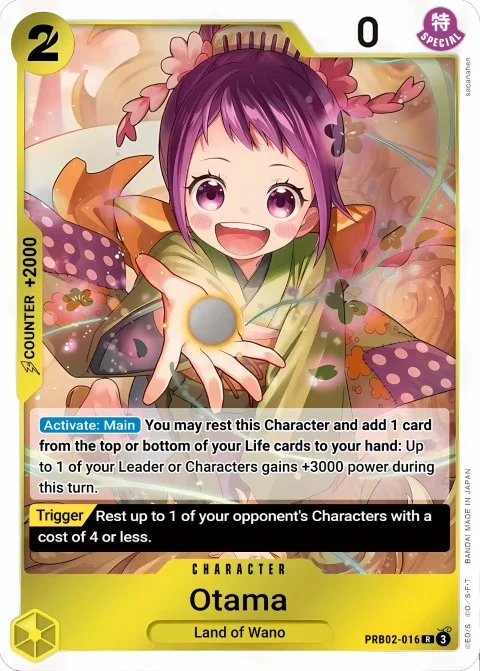 2
0
特
SPECIAL
sacanahen
COUNTER +2000
Activate: Main You may rest this Character and add 1 card
from the top or bottom of your Life cards to your hand: Up
to 1 of your Leader or Characters gains +3000 power during
this turn.
Trigger Rest up to 1 of your opponent's Characters with a
cost of 4 or less.
CHARACTER
Otama
Land of Wano
PRB02-016 R 3
©E.O/S ©O/S·F·T BANDAI MADE IN JAPAN